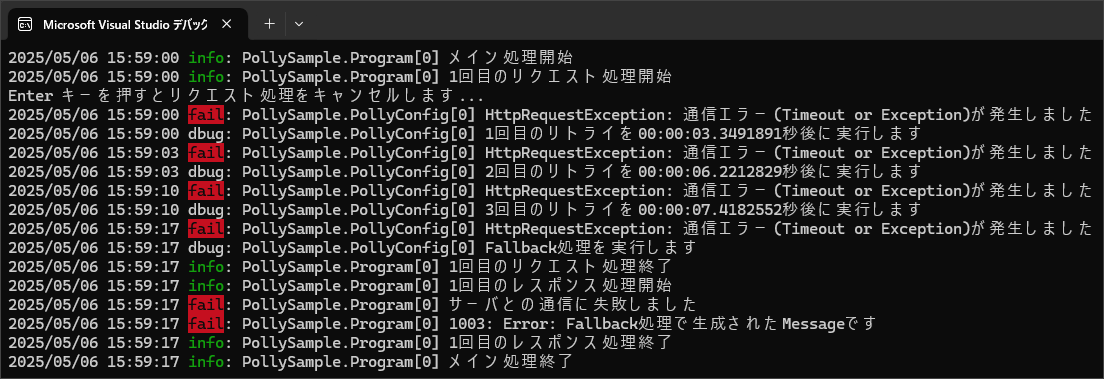 Microsoft Visual Studio デバック
2025/05/06 15:59:00 info: PollySample.Program[0] メイン処理開始
2025/05/06 15:59:00 info: PollySample.Program[0] 1回目のリクエスト処理開始
Enter キーを押すとリクエスト処理をキャンセルします...
2025/05/06 15:59:00 fail: PollySample.PollyConfig[0] HttpRequestException: 通信エラー(Timeout or Exception)が発生しました
2025/05/06 15:59:00 dbug: PollySample.PollyConfig[0] 1回目のリトライを00:00:03.3491891秒後に実行します
2025/05/06 15:59:03 fail: PollySample.PollyConfig[0] HttpRequestException: 通信エラー(Timeout or Exception)が発生しました
2025/05/06 15:59:03 dbug: PollySample.PollyConfig[0] 2回目のリトライを00:00:06.2212829秒後に実行します
2025/05/06 15:59:10 fail: PollySample.PollyConfig[0] HttpRequestException: 通信エラー(Timeout or Exception)が発生しました
2025/05/06 15:59:10 dbug: PollySample.PollyConfig[0] 3回目のリトライを00:00:07.4182552秒後に実行します
2025/05/06 15:59:17 fail: PollySample.PollyConfig[0] HttpRequestException: 通信エラー(Timeout or Exception)が発生しました
2025/05/06 15:59:17 dbug: PollySample.PollyConfig[0] Fallback処理を実行します
2025/05/06 15:59:17 info: PollySample.Program[0] 1回目のリクエスト処理終了
2025/05/06 15:59:17 info: PollySample.Program[0] 1回目のレスポンス処理開始
2025/05/06 15:59:17 fail: PollySample.Program[0] サーバとの通信に失敗しました
2025/05/06 15:59:17 fail: PollySample.Program[0] 1003: Error: Fallback処理で生成されたMessageです
2025/05/06 15:59:17 info: PollySample.Program[0] 1回目のレスポンス処理終了
2025/05/06 15:59:17 info: PollySample.Program[0] メイン処理終了